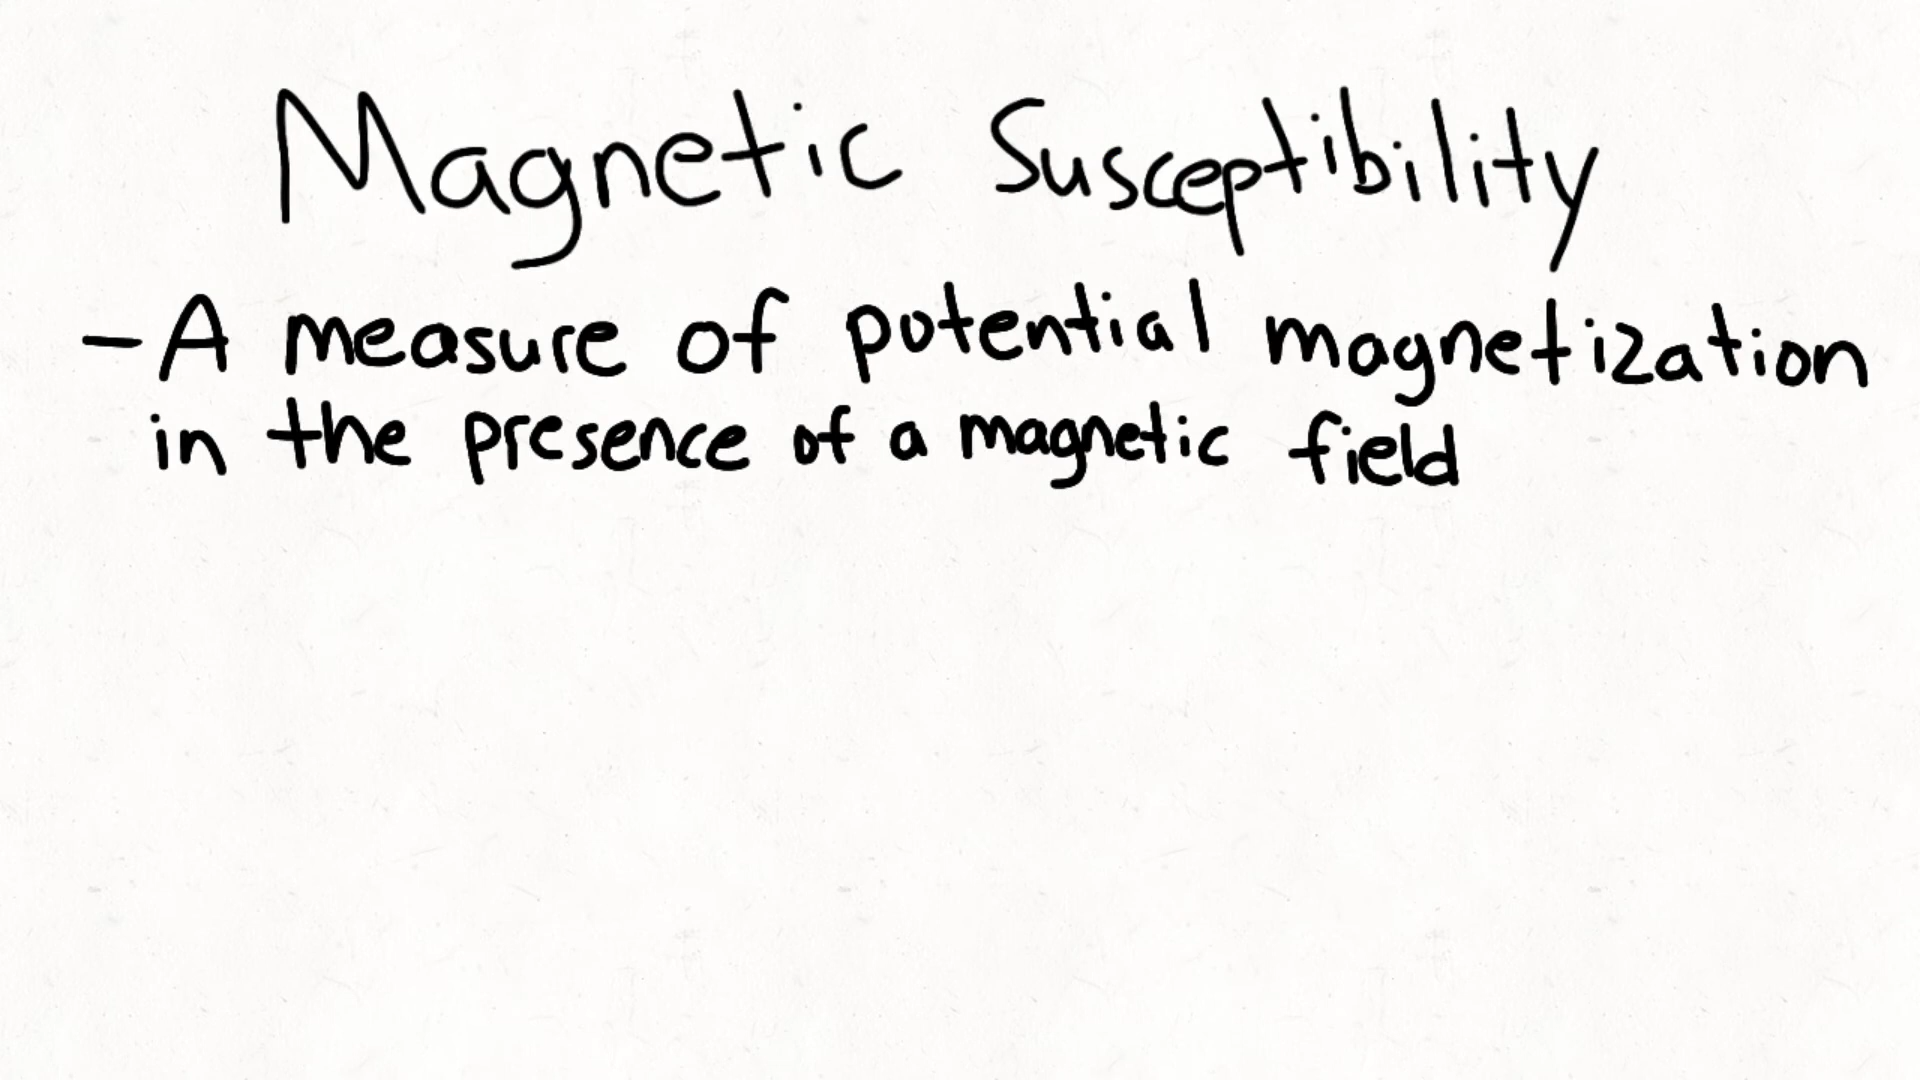 Magnetic Susceptibility
- A measure of potential magnetization
in the presence of a magnetic field